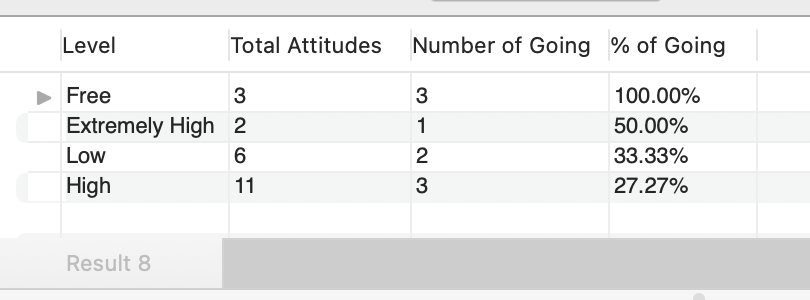 Level Total Attitudes Number of Going % of Going
Free 3 3 100.00%
Extremely High 2 1 50.00%
Low 6 2 33.33%
High 11 3 27.27%
Result 8